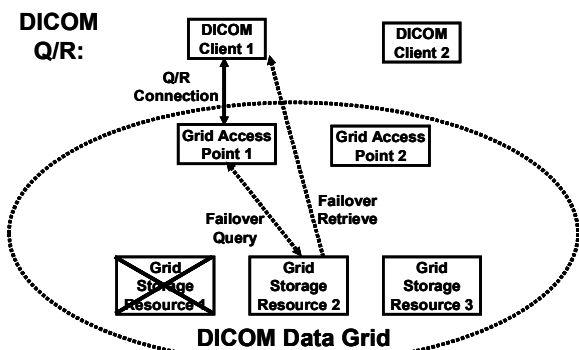 DICOM
Q/R:
DICOM
Client 1
DICOM
Client 2
Q/R
Connection
Grid Access
Point 1
Grid Access
Point 2
Failover
Query
Failover
Retrieve
Grid
Storage
Resource 1
Grid
Storage
Resource 2
Grid
Storage
Resource 3
DICOM Data Grid